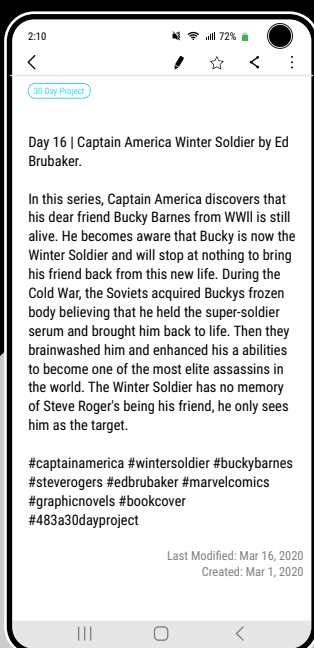 2:10
72%
30 Day Project
Day 16 | Captain America Winter Soldier by Ed
Brubaker.
In this series, Captain America discovers that
his dear friend Bucky Barnes from WWII is still
alive. He becomes aware that Bucky is now the
Winter Soldier and will stop at nothing to bring
his friend back from this new life. During the
Cold War, the Soviets acquired Buckys frozen
body believing that he held the super-soldier
serum and brought him back to life. Then they
brainwashed him and enhanced his a abilities
to become one of the most elite assassins in
the world. The Winter Soldier has no memory
of Steve Roger's being his friend, he only sees
him as the target.
#captainamerica #wintersoldier #buckybarnes
#steverogers #edbrubaker #marvelcomics
#graphicnovels #bookcover
#483a30dayproject
Last Modified: Mar 16, 2020
Created: Mar 1, 2020